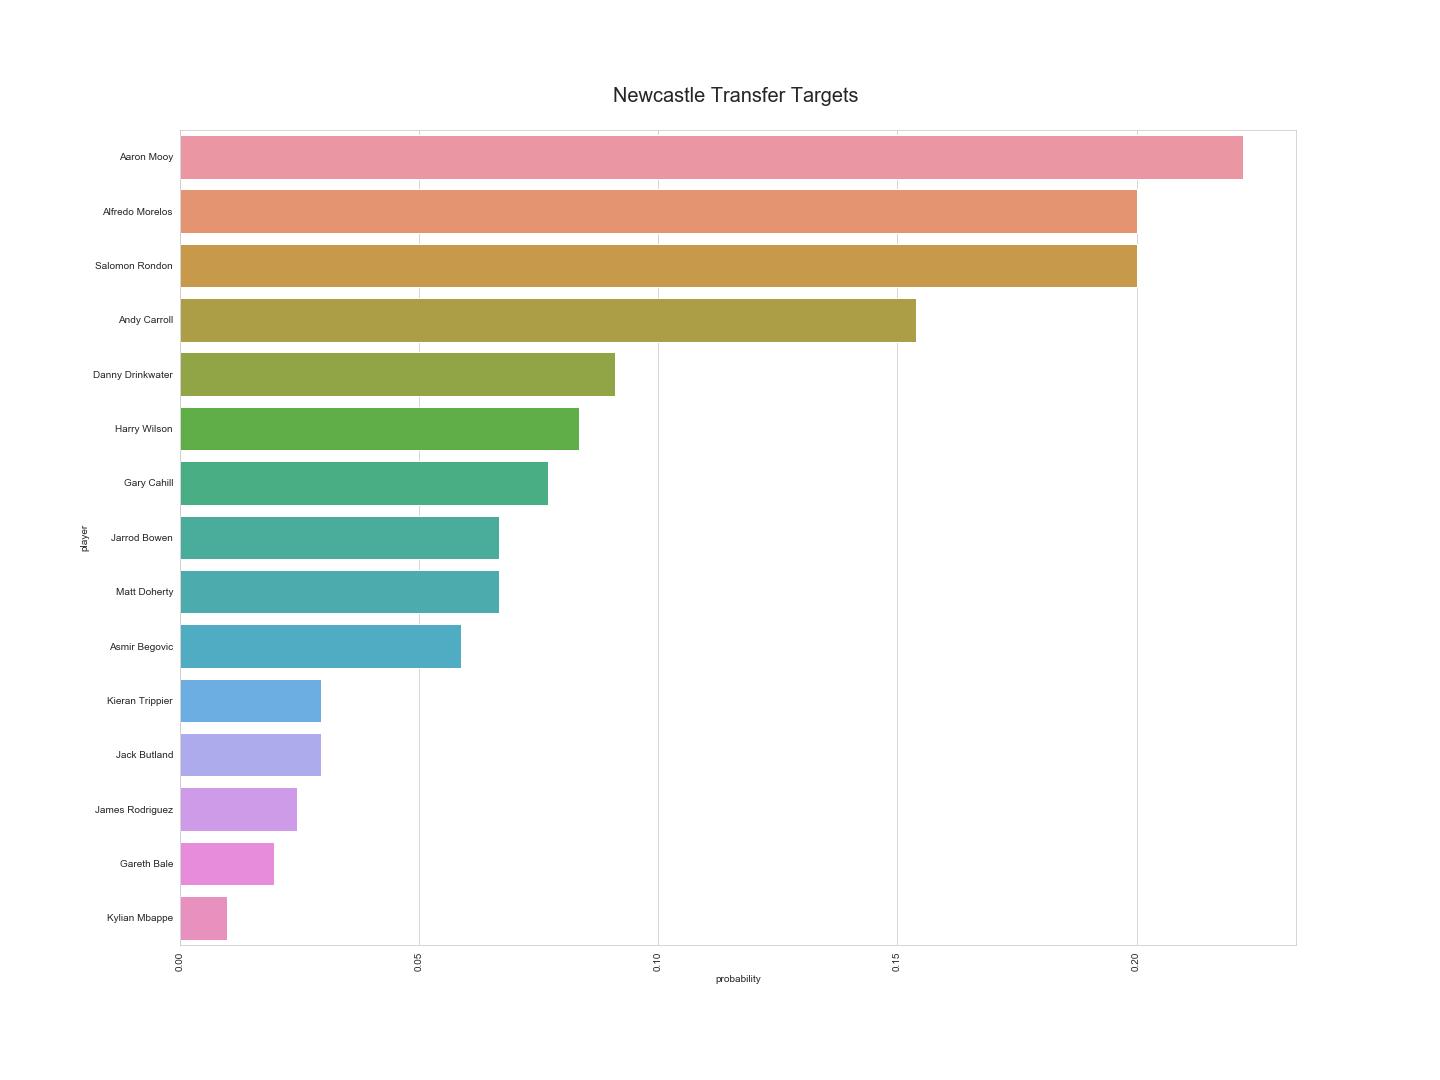 Newcastle Transfer Targets
Aaron Mooy
Alfredo Morelos
Salomon Rondon
Andy Carroll
Danny Drinkwater
Harry Wilson
Gary Cahill
Jarrod Bowen
Matt Doherty
Asmir Begovic
Kieran Trippier
Jack Butland
James Rodriguez
Gareth Bale
Kylian Mbappe
player
0.00 0.05 0.10 0.15 0.20
probability